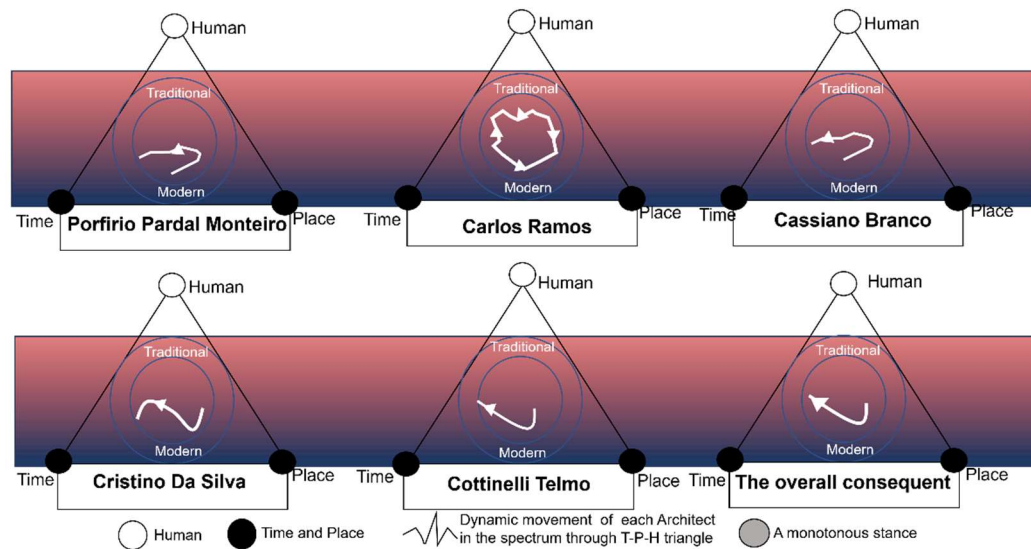 Human
Human
Human
Traditional
Traditional
Traditional
Modern
Modern
Modern
Time
Place
Time
Place
Time
Place
Porfirio Pardal Monteiro
Carlos Ramos
Cassiano Branco
Human
Human
Human
Traditional
Traditional
Traditional
Modern
Modern
Modern
Time
Place
Time
Place
Time
Place
Cristino Da Silva
Cottinelli Telmo
The overall consequent
Human
Time and Place
Dynamic movement of each Architect
in the spectrum through T-P-H triangle
A monotonous stance